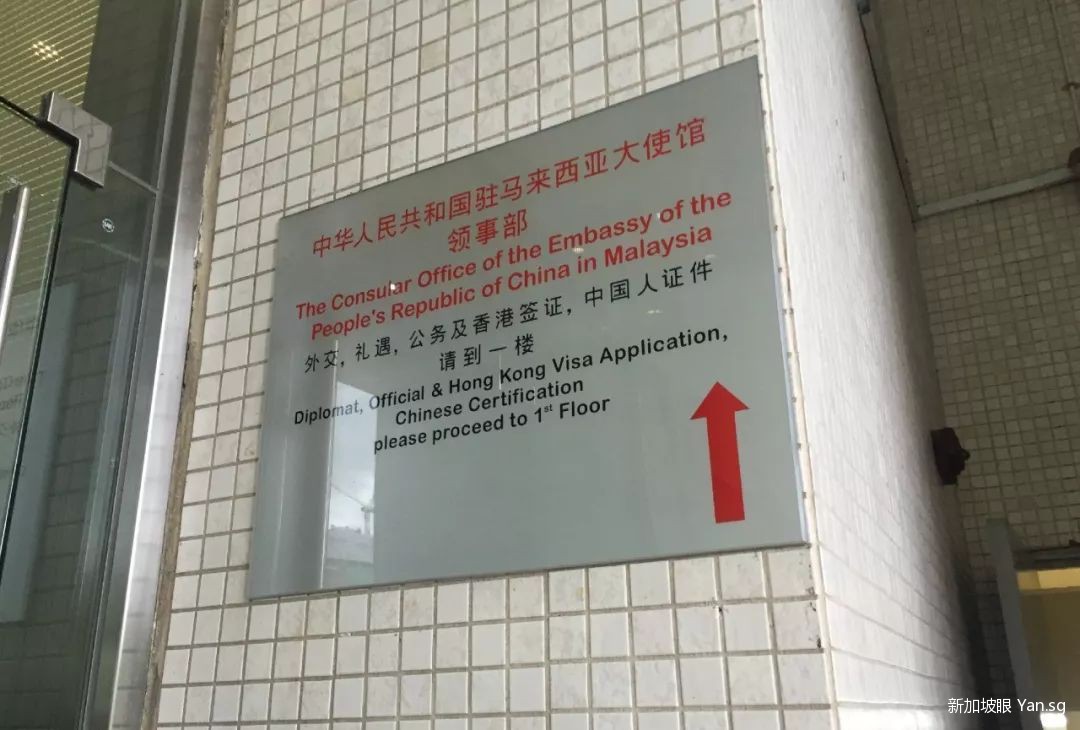 中华人民共和国驻马来西亚大使馆
领事部
The Consular Office of the Embassy of the
People's Republic of China in Malaysia
外交, 礼遇, 公务及香港签证, 中国人证件
请到一楼
Diplomat, Official & Hong Kong Visa Application,
Chinese Certification
please proceed to 1st Floor
新加坡眼 Yan.sg